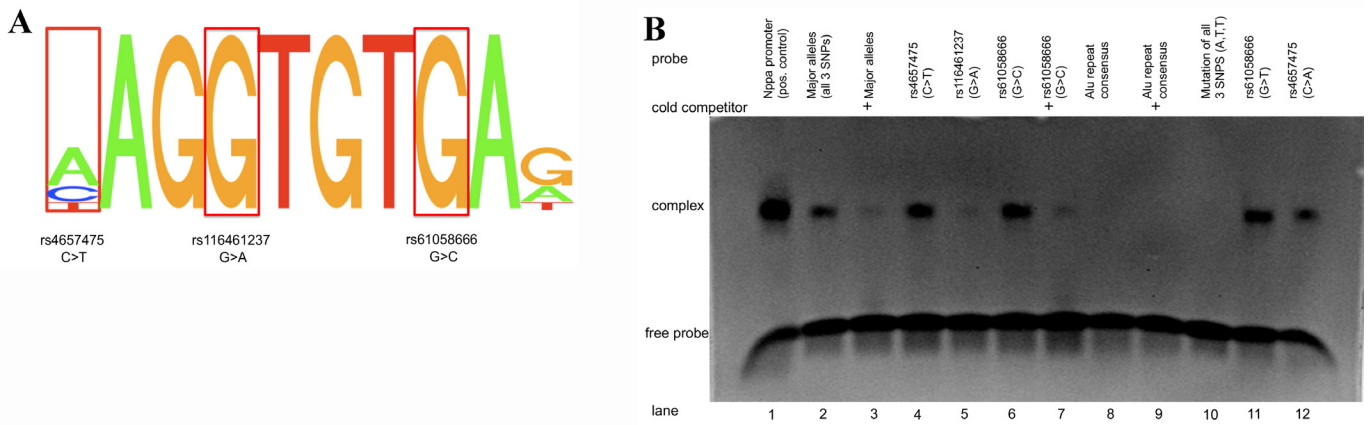 A
AAGGTGTGAG
C
A
T
T
rs4657475
C>T
rs116461237
G>A
rs61058666
G>C
B
probe
cold competitor
Nppa promoter
(pos. control)
Major alleles
(all 3 SNPs)
+ Major alleles
rs4657475
(C>T)
rs116461237
(G>A)
rs61058666
(G>C)
+ rs61058666
(G>C)
Alu repeat
consensus
Alu repeat
+ consensus
Mutation of all
3 SNPS (A,T,T)
rs61058666
(G>T)
rs4657475
(C>A)
complex
free probe
lane
1 2 3 4 5 6 7 8 9 10 11 12